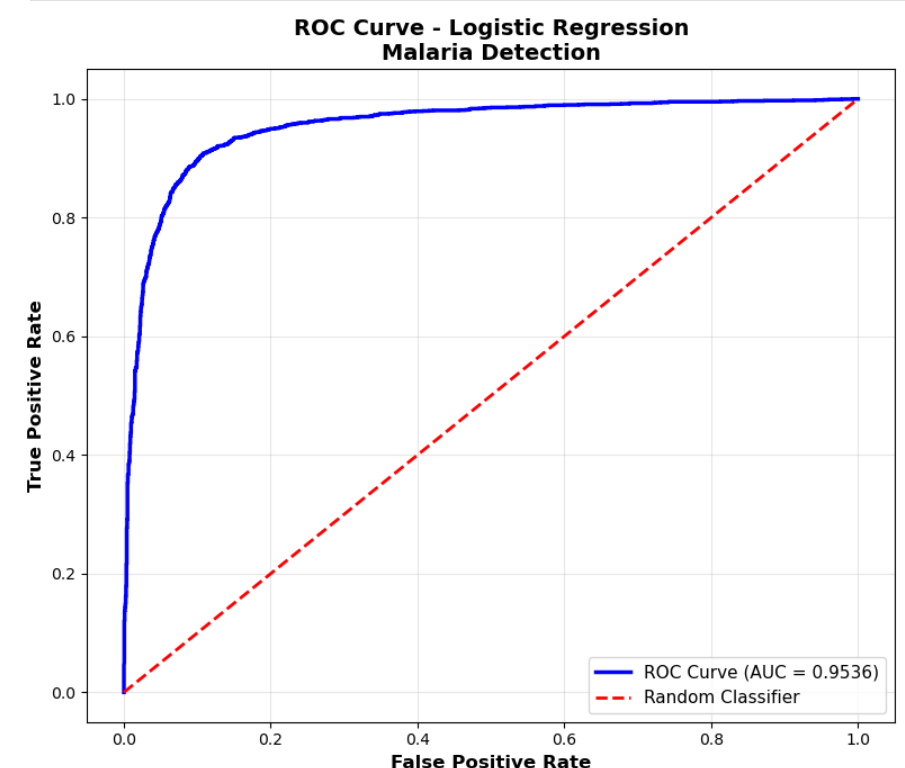 ROC Curve - Logistic Regression
Malaria Detection
1.0
0.8
0.6
0.4
0.2
0.0
True Positive Rate
ROC Curve (AUC = 0.9536)
Random Classifier
0.0 0.2 0.4 0.6 0.8 1.0
False Positive Rate